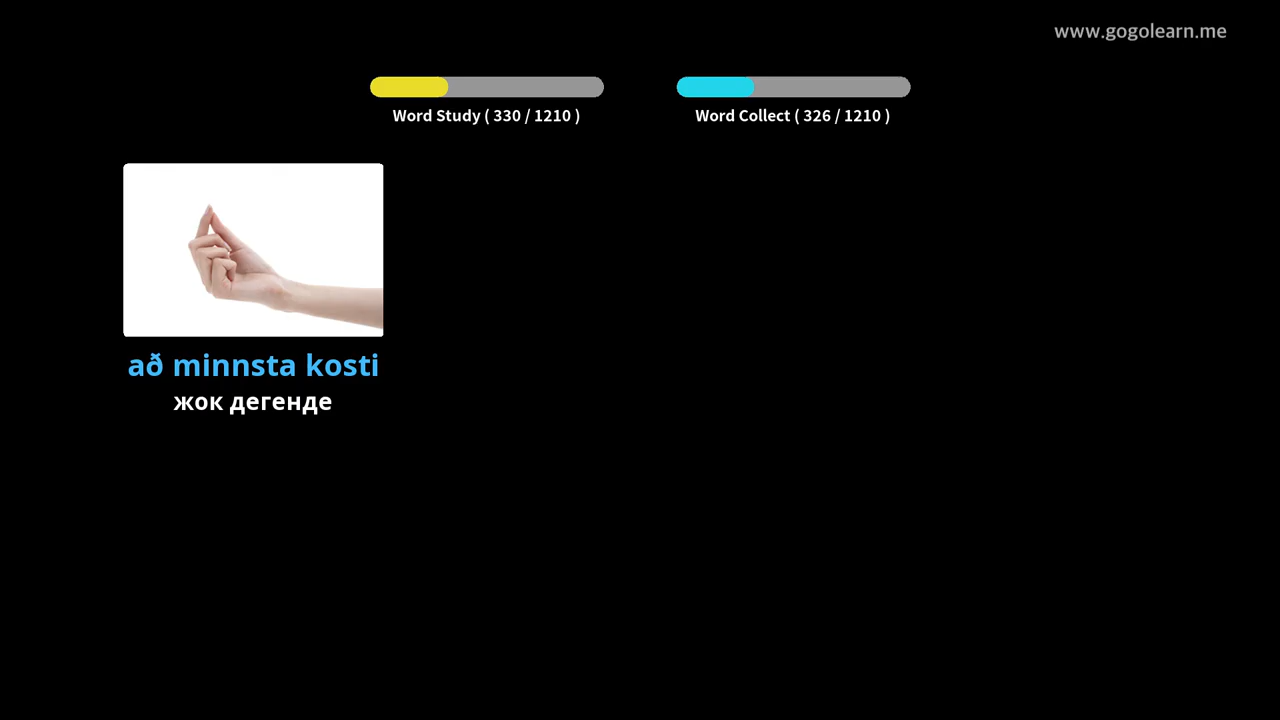 www.gogolearn.me
Word Study ( 330 / 1210 )
Word Collect ( 326 / 1210 )
að minnsta kosti
жок дегенде